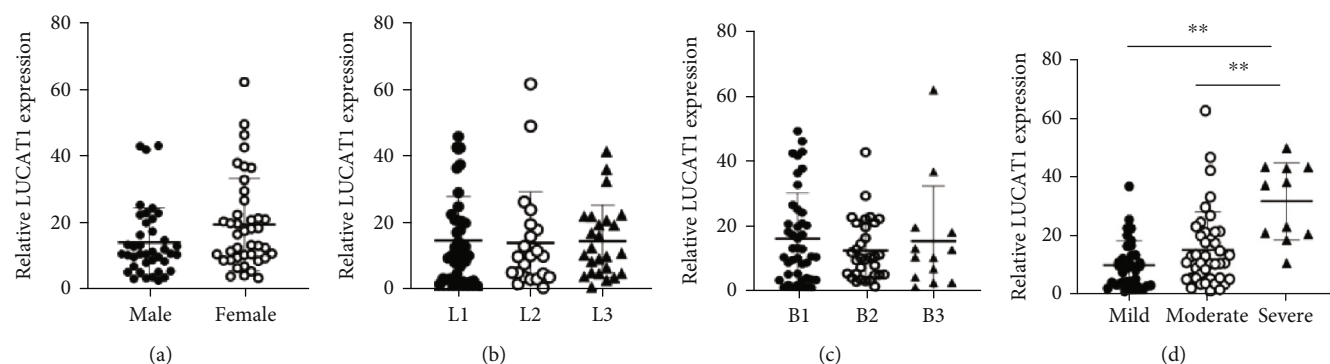 Relative LUCAT1 expression
80
60
40
20
0
Male Female
(a)
Relative LUCAT1 expression
80
60
40
20
0
L1 L2 L3
(b)
Relative LUCAT1 expression
80
60
40
20
0
B1 B2 B3
(c)
Relative LUCAT1 expression
80
60
40
20
0
**
**
Mild Moderate Severe
(d)